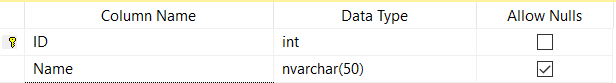 Column Name Data Type Allow Nulls
ID int
Name nvarchar(50)